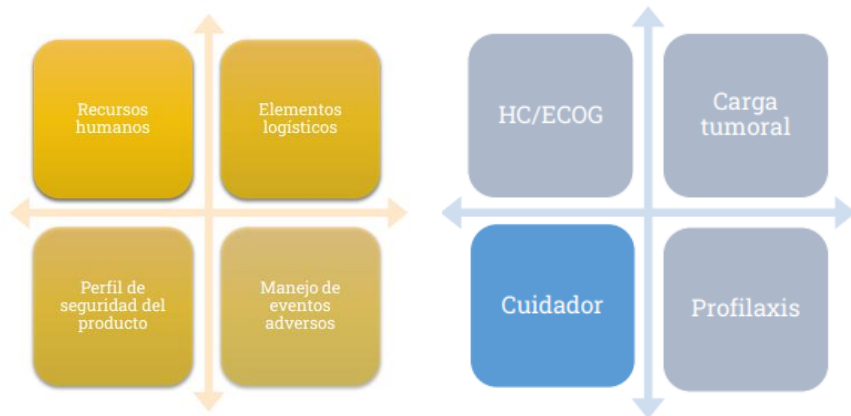 Recursos
humanos
Elementos
logísticos
Perfil de
seguridad del
producto
Manejo de
eventos
adversos
HC/ECOG
Carga
tumoral
Cuidador
Profilaxis